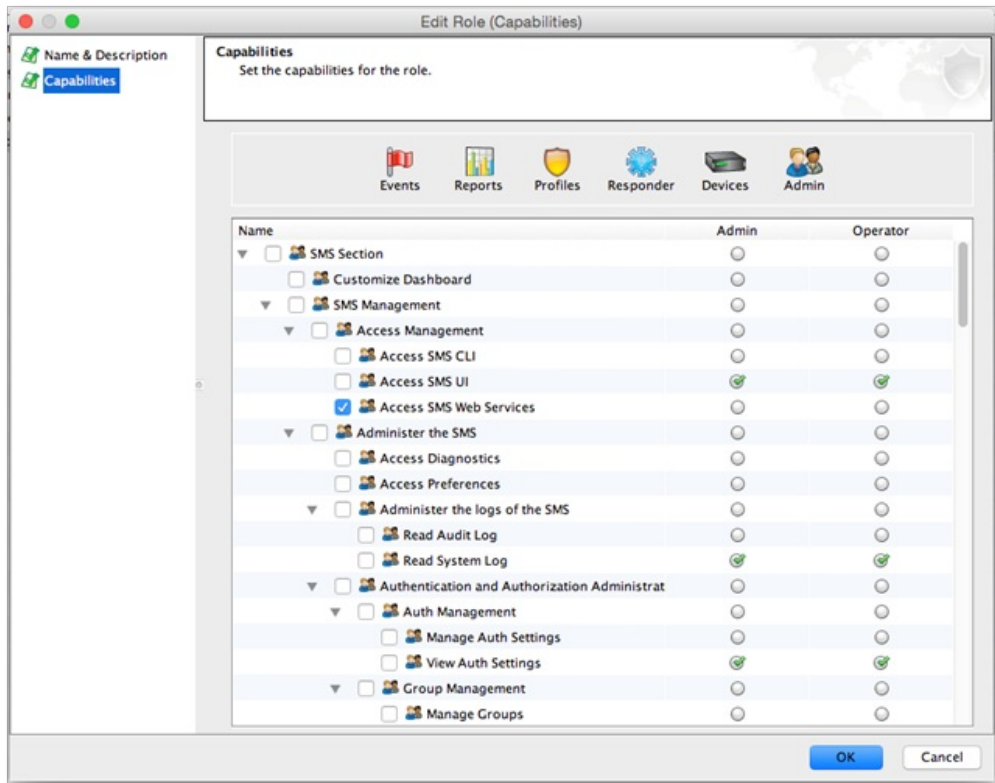 Edit Role (Capabilities)
Name & Description
Capabilities
Capabilities
Set the capabilities for the role.
Events Reports Profiles Responder Devices Admin
Name Admin Operator
SMS Section
Customize Dashboard
SMS Management
Access Management
Access SMS CLI
Access SMS UI
Access SMS Web Services
Administer the SMS
Access Diagnostics
Access Preferences
Administer the logs of the SMS
Read Audit Log
Read System Log
Authentication and Authorization Administrat
Auth Management
Manage Auth Settings
View Auth Settings
Group Management
Manage Groups
OK Cancel